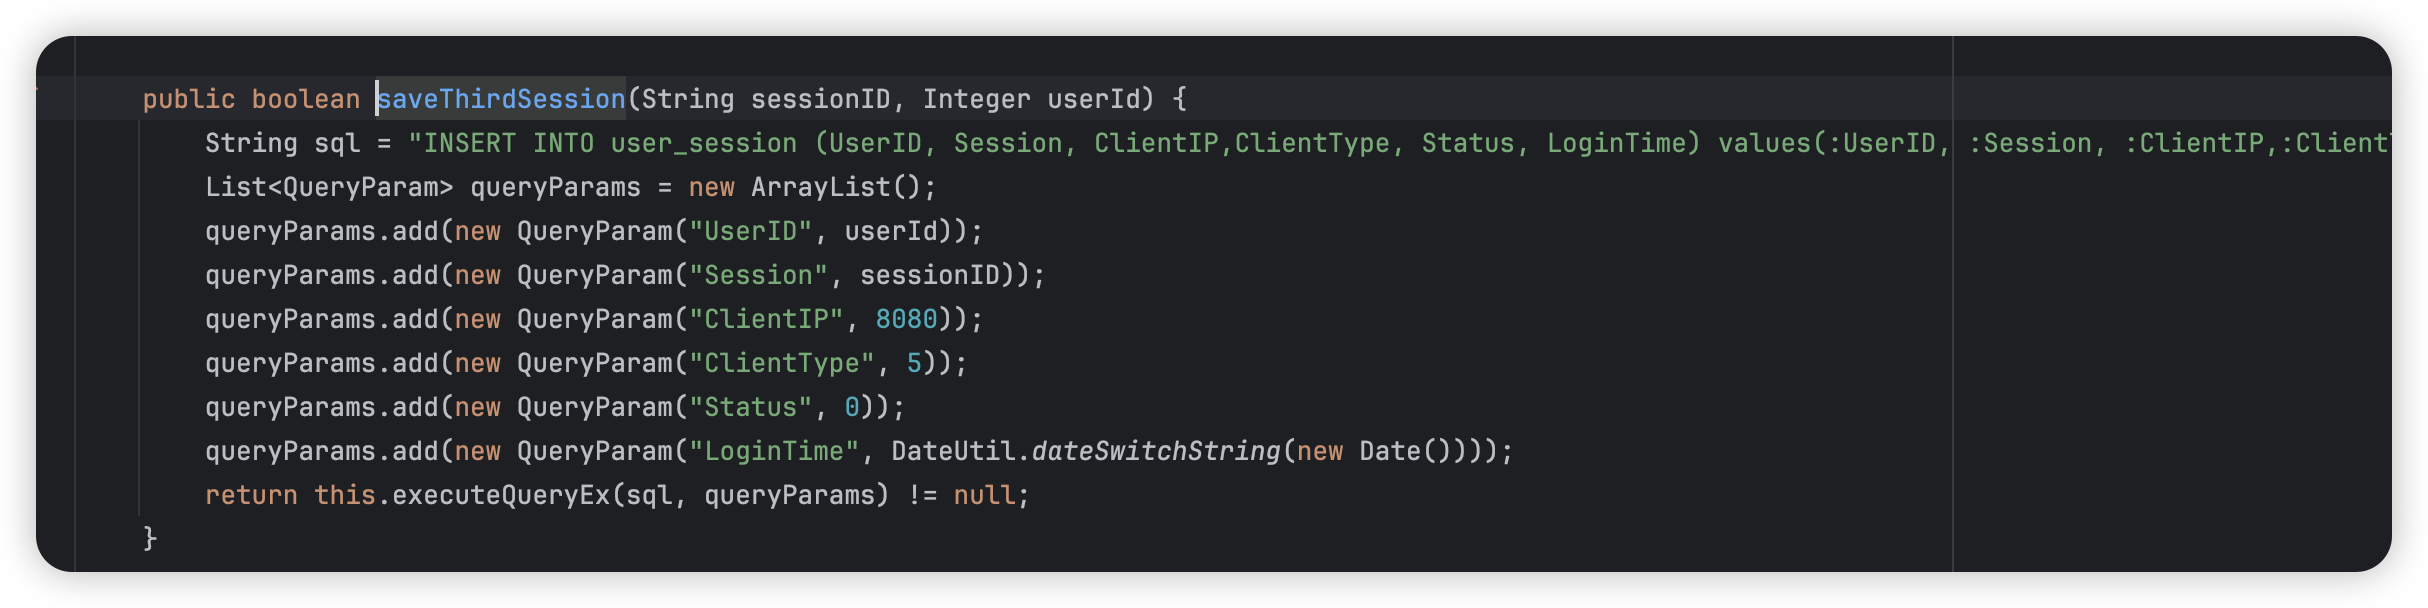 public boolean saveThirdSession(String sessionID, Integer userId) {
String sql = "INSERT INTO user_session (UserID, Session, ClientIP,ClientType, Status, LoginTime) values(:UserID, :Session, :ClientIP,:Client
List<QueryParam> queryParams = new ArrayList();
queryParams.add(new QueryParam("UserID", userId));
queryParams.add(new QueryParam("Session", sessionID));
queryParams.add(new QueryParam("ClientIP", 8080));
queryParams.add(new QueryParam("ClientType", 5));
queryParams.add(new QueryParam("Status", 0));
queryParams.add(new QueryParam("LoginTime", DateUtil.dateSwitchString(new Date())));
return this.executeQueryEx(sql, queryParams) != null;
}